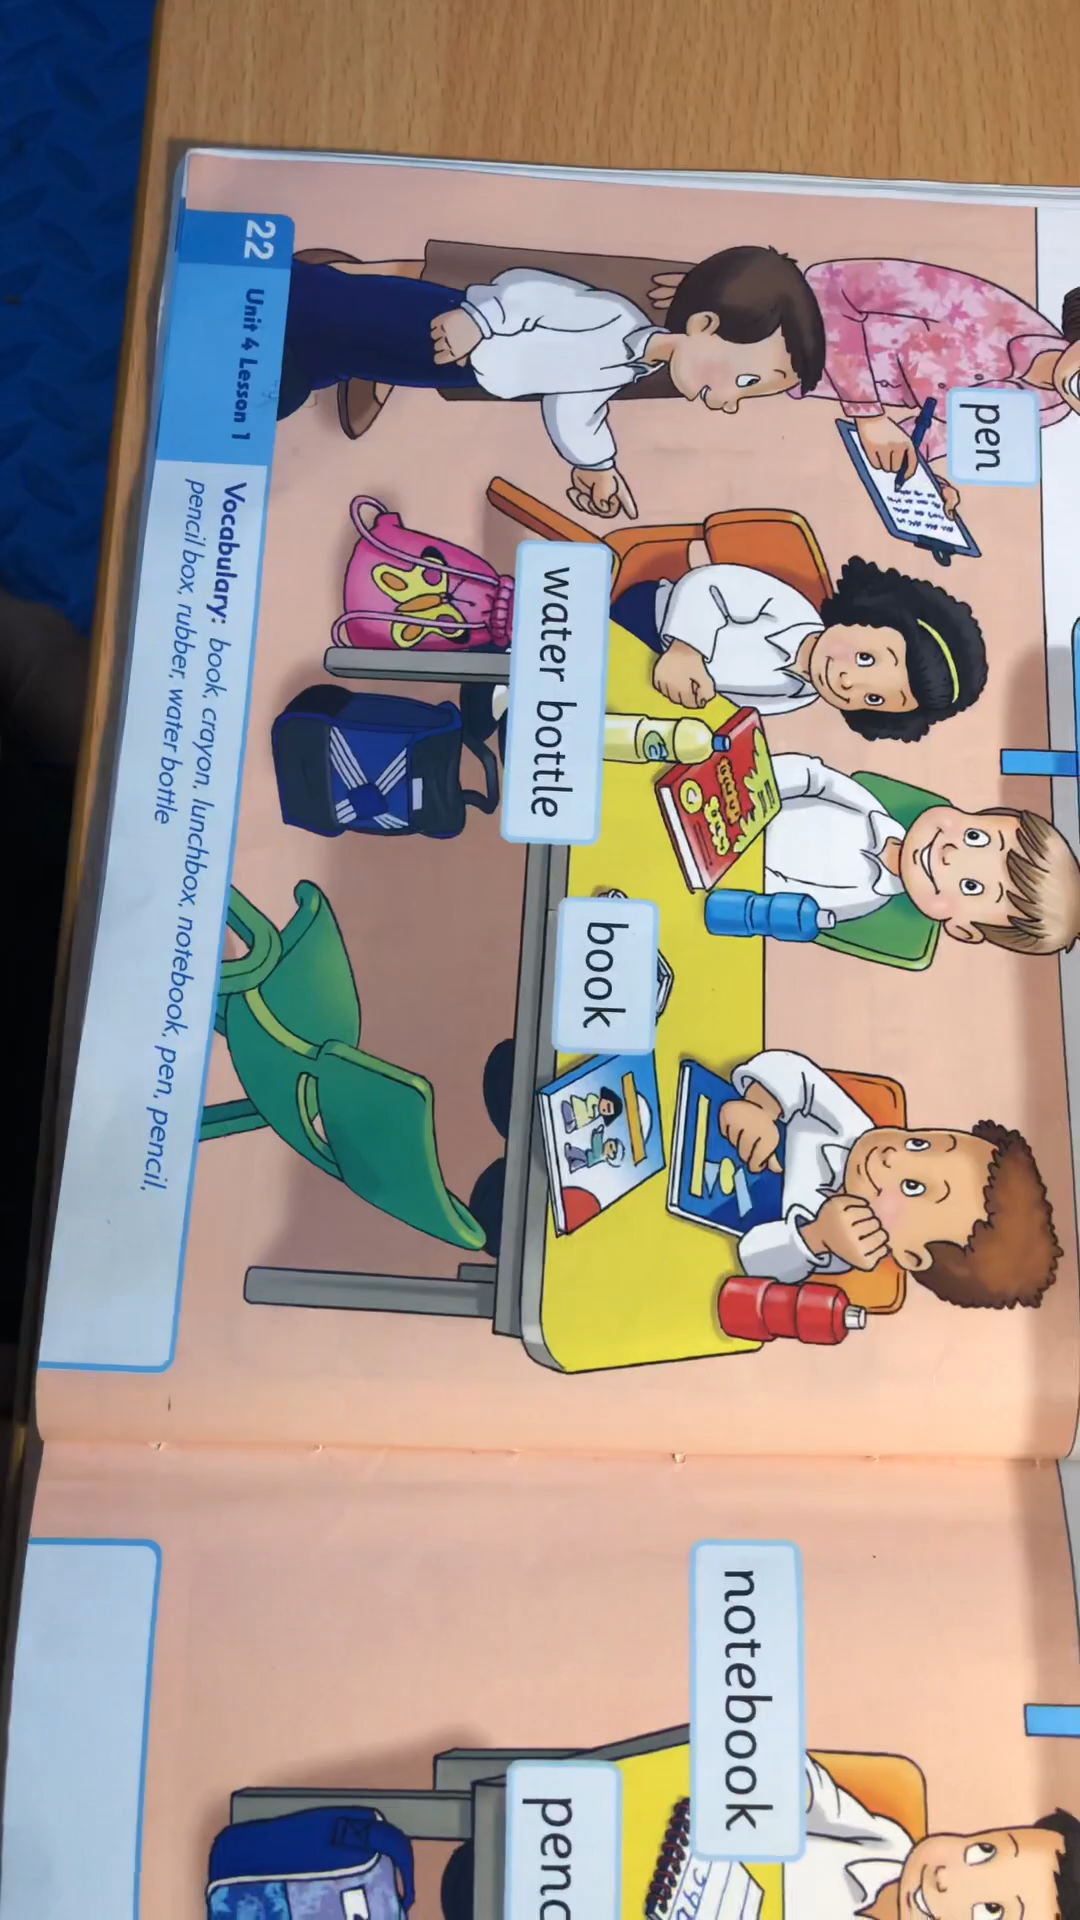 pen
water bottle
book
22 Unit 4 Lesson 1
Vocabulary: book, crayon, lunchbox, notebook, pen, pencil,
pencil box, rubber, water bottle
notebook
penc